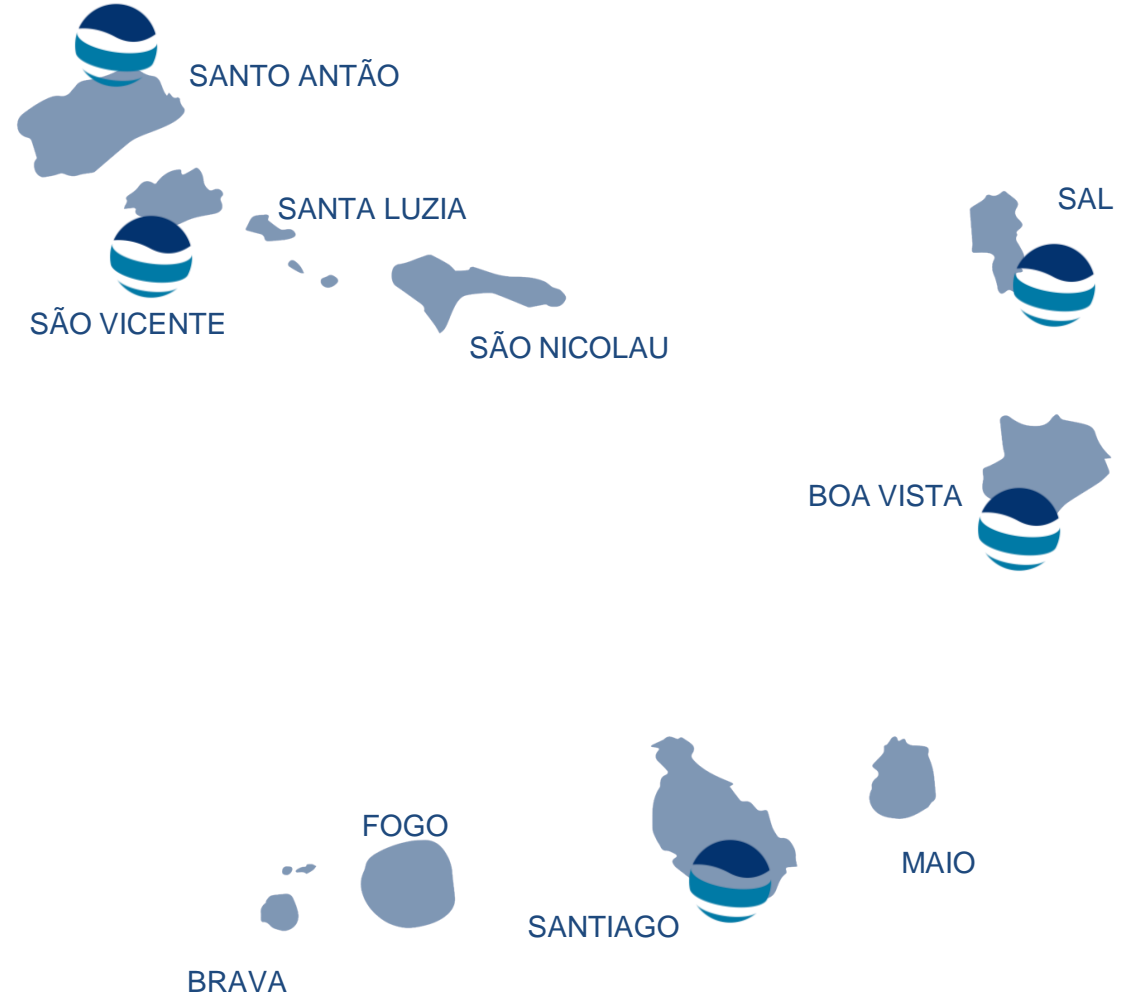 SANTO ANTÃO
SANTA LUZIA
SAL
SÃO VICENTE
SÃO NICOLAU
BOA VISTA
FOGO
MAIO
SANTIAGO
BRAVA